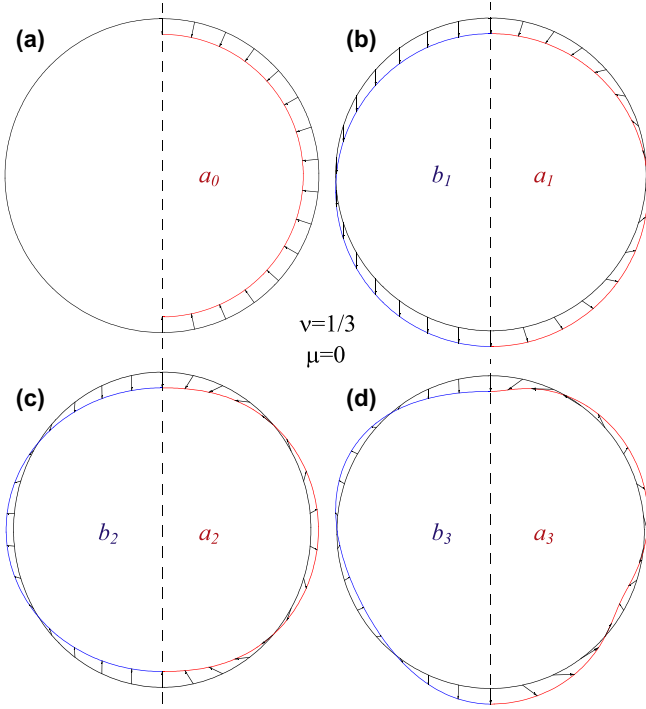 (a)
(b)
a₀
b₁
a₁
ν=1/3
μ=0
(c)
(d)
b₂
a₂
b₃
a₃